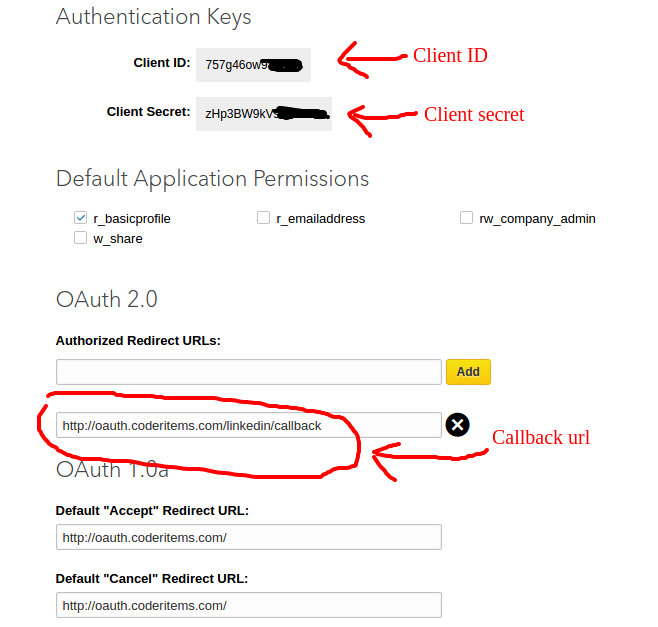 Authentication Keys
Client ID: 757g46ow9 Client ID
Client Secret: zHp3BW9kV Client secret
Default Application Permissions
r_basicprofile r_emailaddress rw_company_admin
w_share
OAuth 2.0
Authorized Redirect URLs:
Add
http://oauth.coderitems.com/linkedin/callback
Callback url
OAuth 1.0a
Default "Accept" Redirect URL:
http://oauth.coderitems.com/
Default "Cancel" Redirect URL:
http://oauth.coderitems.com/